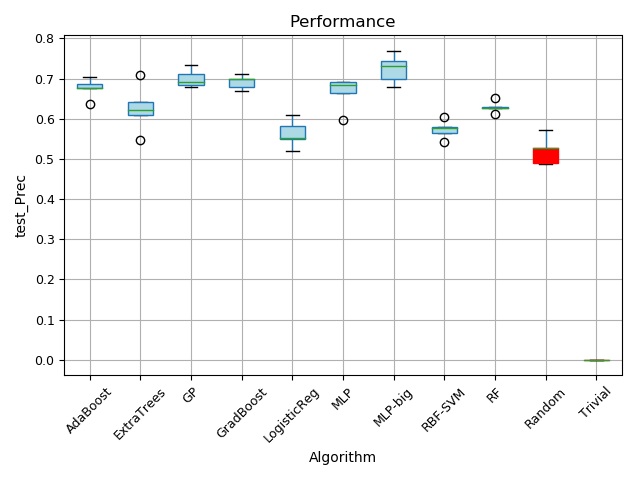 Performance
test_Prec
0.8
0.7
0.6
0.5
0.4
0.3
0.2
0.1
0.0
AdaBoost
ExtraTrees
GP
GradBoost
LogisticReg
MLP
MLP-big
RBF-SVM
RF
Random
Trivial
Algorithm